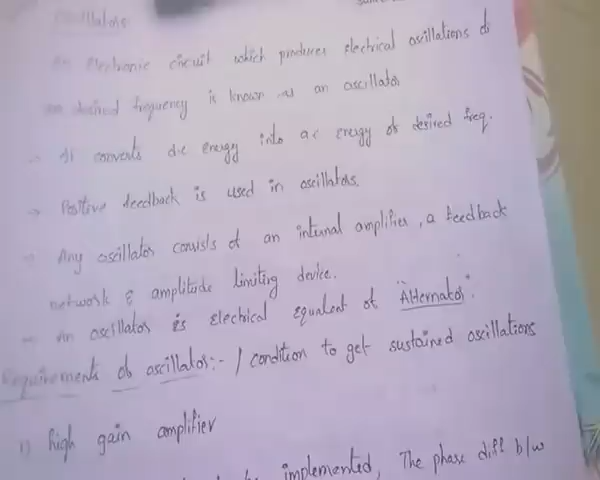 Oscillators
An electronic circuit which produces electrical oscillations of
desired frequency is known as an oscillator
→ It converts d.c energy into a.c energy of desired freq.
→ Positive feedback is used in oscillators.
→ Any oscillator consists of an internal amplifier, a feedback
network & amplitude limiting device.
→ An oscillator is electrical equalent of "Alternator".
Requirements of oscillator:- / condition to get sustained oscillations
1) high gain amplifier
implemented, The phase diff b/w